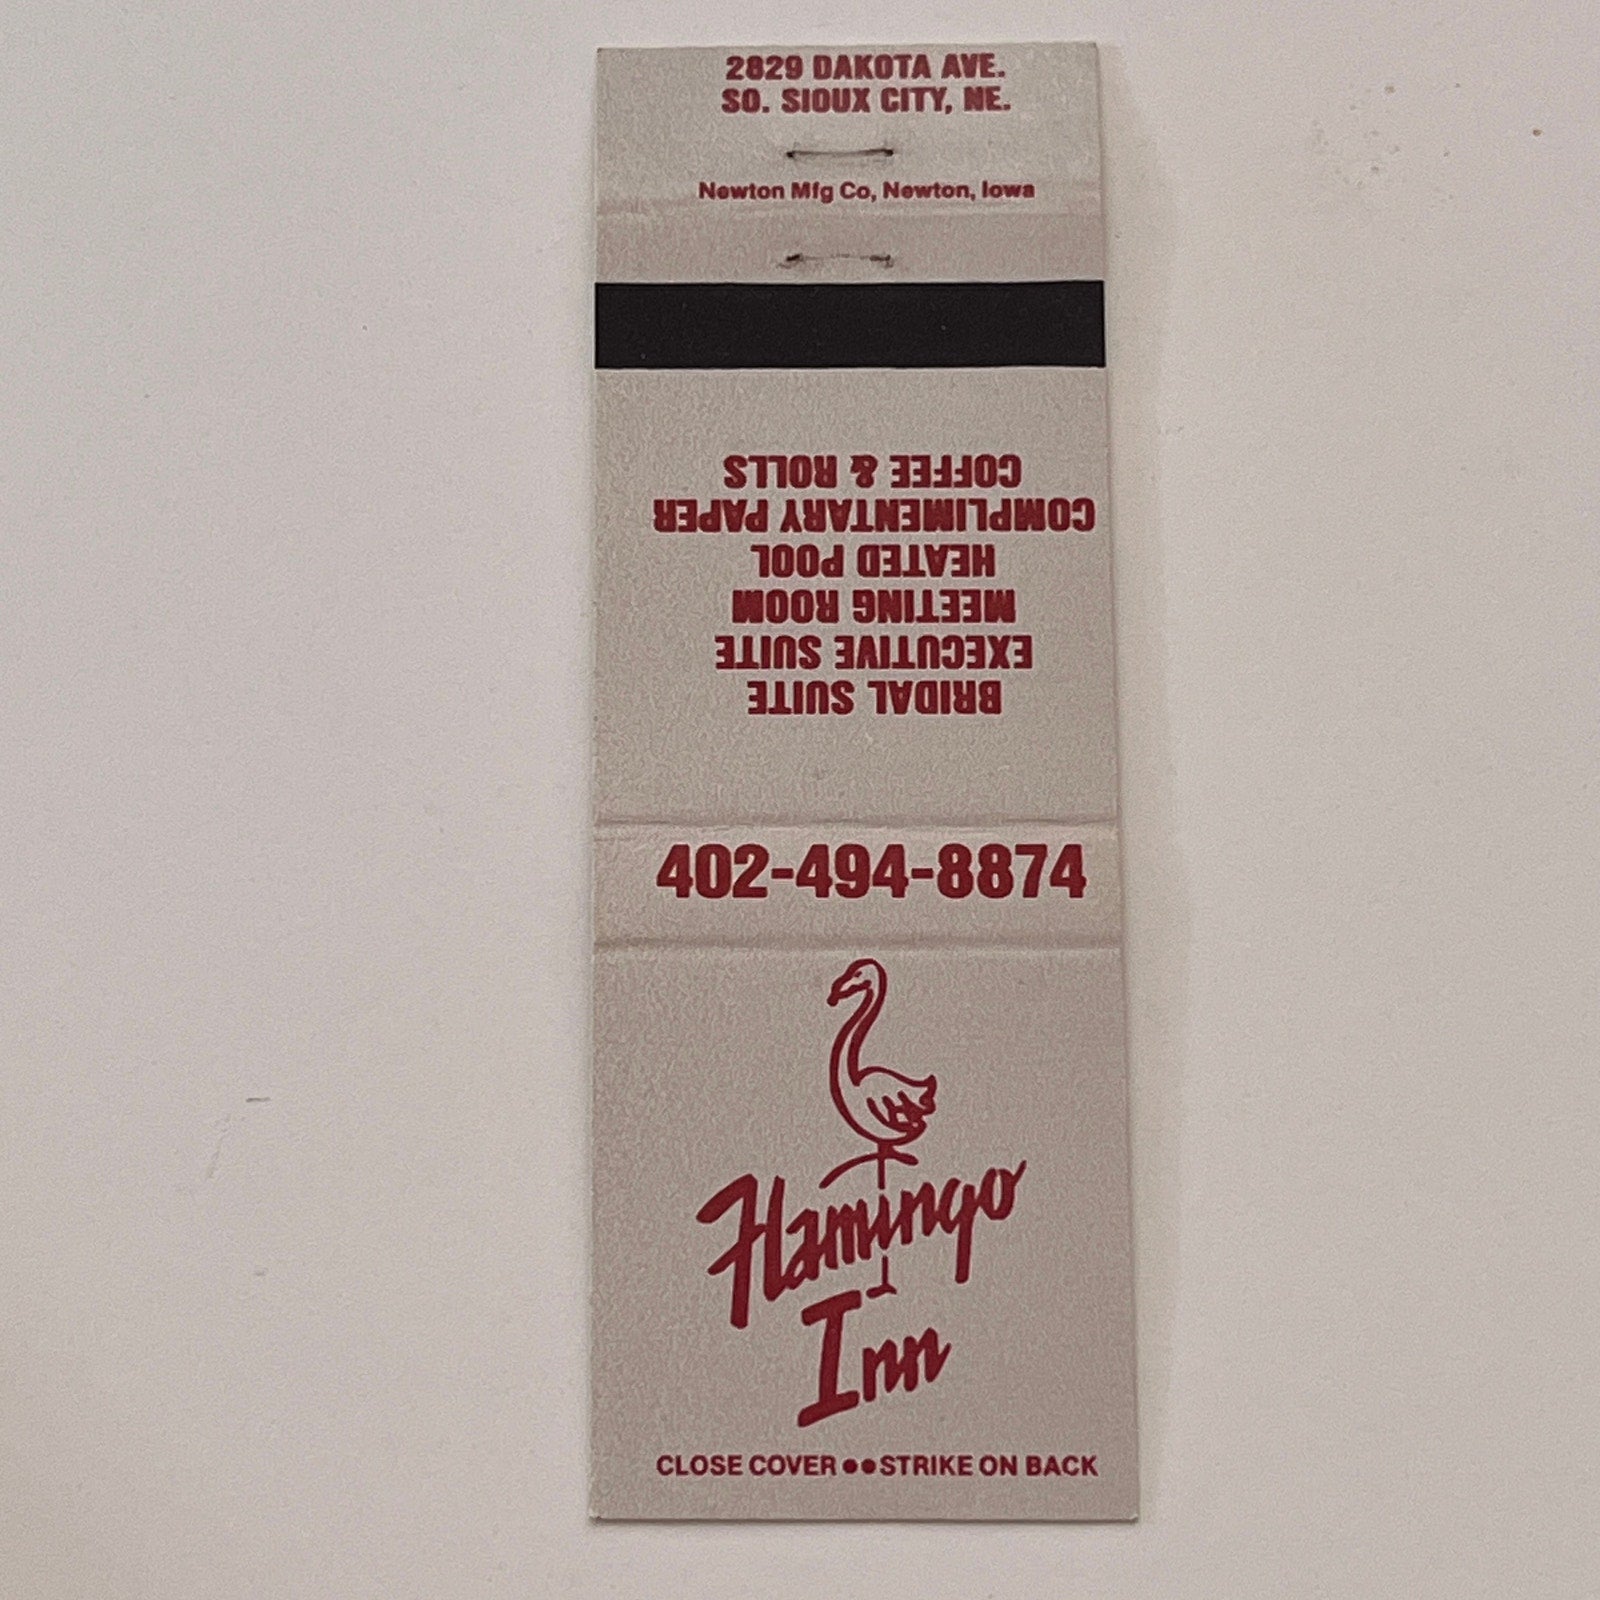 2829 DAKOTA AVE.
SO. SIOUX CITY, NE.
Newton Mfg Co, Newton, Iowa
BRIDAL SUITE
EXECUTIVE SUITE
MEETING ROOM
HEATED POOL
COMPLIMENTARY PAPER
COFFEE & ROLLS
402-494-8874
Flamingo
Inn
CLOSE COVER ●● STRIKE ON BACK